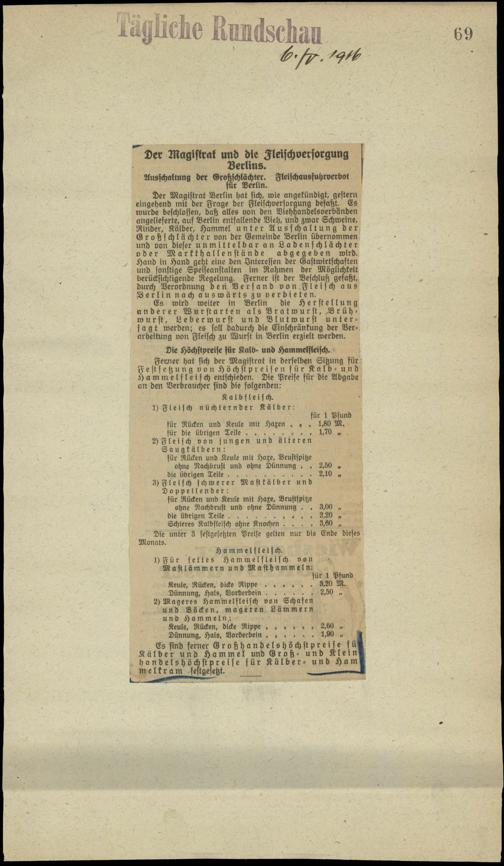 Tägliche Rundschau
69
6. IV. 1916
Der Magistrat und die Fleischversorgung
Berlins.
Ausschaltung der Großschlächter. Fleischausfuhrverbot
für Berlin.
Der Magistrat Berlin hat sich, wie angekündigt, gestern
eingehend mit der Frage der Fleischversorgung befaßt. Es
wurde beschlossen, daß alles von den Viehhandelsverbänden
angelieferte, auf Berlin entfallende Vieh, und zwar Schweine,
Rinder, Kälber, Hammel unter Ausschaltung der
Großschlächter von der Gemeinde Berlin übernommen
und von dieser unmittelbar an Ladenschlächter
oder Markthallenstände abgegeben wird.
Hand in Hand geht eine den Interessen der Gastwirtschaften
und sonstige Speiseanstalten im Rahmen der Möglichkeit
berücksichtigende Regelung. Ferner ist der Beschluß gefaßt,
durch Verordnung den Versand von Fleisch aus
Berlin nach auswärts zu verbieten.
Es wird weiter in Berlin die Herstellung
anderer Wurstarten als Bratwurst, Brüh-
wurst, Leberwurst und Blutwurst unter-
sagt werden; es soll dadurch die Einschränkung der Ver-
arbeitung von Fleisch zu Wurst in Berlin erzielt werden.
Die Höchstpreise für Kalb- und Hammelfleisch.
Ferner hat sich der Magistrat in derselben Sitzung für
Festsetzung von Höchstpreisen für Kalb- und
Hammelfleisch entschieden. Die Preise für die Abgabe
an den Verbraucher sind die folgenden:
Kalbfleisch.
1) Fleisch nüchternder Kälber:
für 1 Pfund
für Rücken und Keule mit Haxen . . . 1,80 M.
für die übrigen Teile . . . . . . . . 1,70 „
2) Fleisch von jungen und älteren
Saugkälbern:
für Rücken und Keule mit Haxe, Brustspitze
ohne Nachbrust und ohne Dünnung . . 2,50 „
die übrigen Teile . . . . . . . . . 2,10 „
3) Fleisch schwerer Mastkälber und
Doppellender:
für Rücken und Keule mit Haxe, Brustspitze
ohne Nachbrust und ohne Dünnung . . 3,00 „
die übrigen Teile . . . . . . . . . 3,20 „
Schieres Kalbfleisch ohne Knochen . . . . 3,60 „
Die unter 3 festgesetzten Preise gelten nur bis Ende dieses
Monats.
Hammelfleisch.
1) Für fettes Hammelfleisch von
Mastlämmern und Masthammeln:
für 1 Pfund
Keule, Rücken, dicke Rippe . . . . . . 3,20 M.
Dünnung, Hals, Vorderbein . . . . . . 2,50 „
2) Mageres Hammelfleisch von Schafen
und Böcken, mageren Lämmern
und Hammeln:
Keule, Rücken, dicke Rippe . . . . . . 2,60 „
Dünnung, Hals, Vorderbein . . . . . . 1,90 „
Es sind ferner Großhandelshöchstpreise fü
Kälber und Hammel und Groß- und Klein
handelshöchstpreise für Kälber- und Ham
melkram festgesetzt.